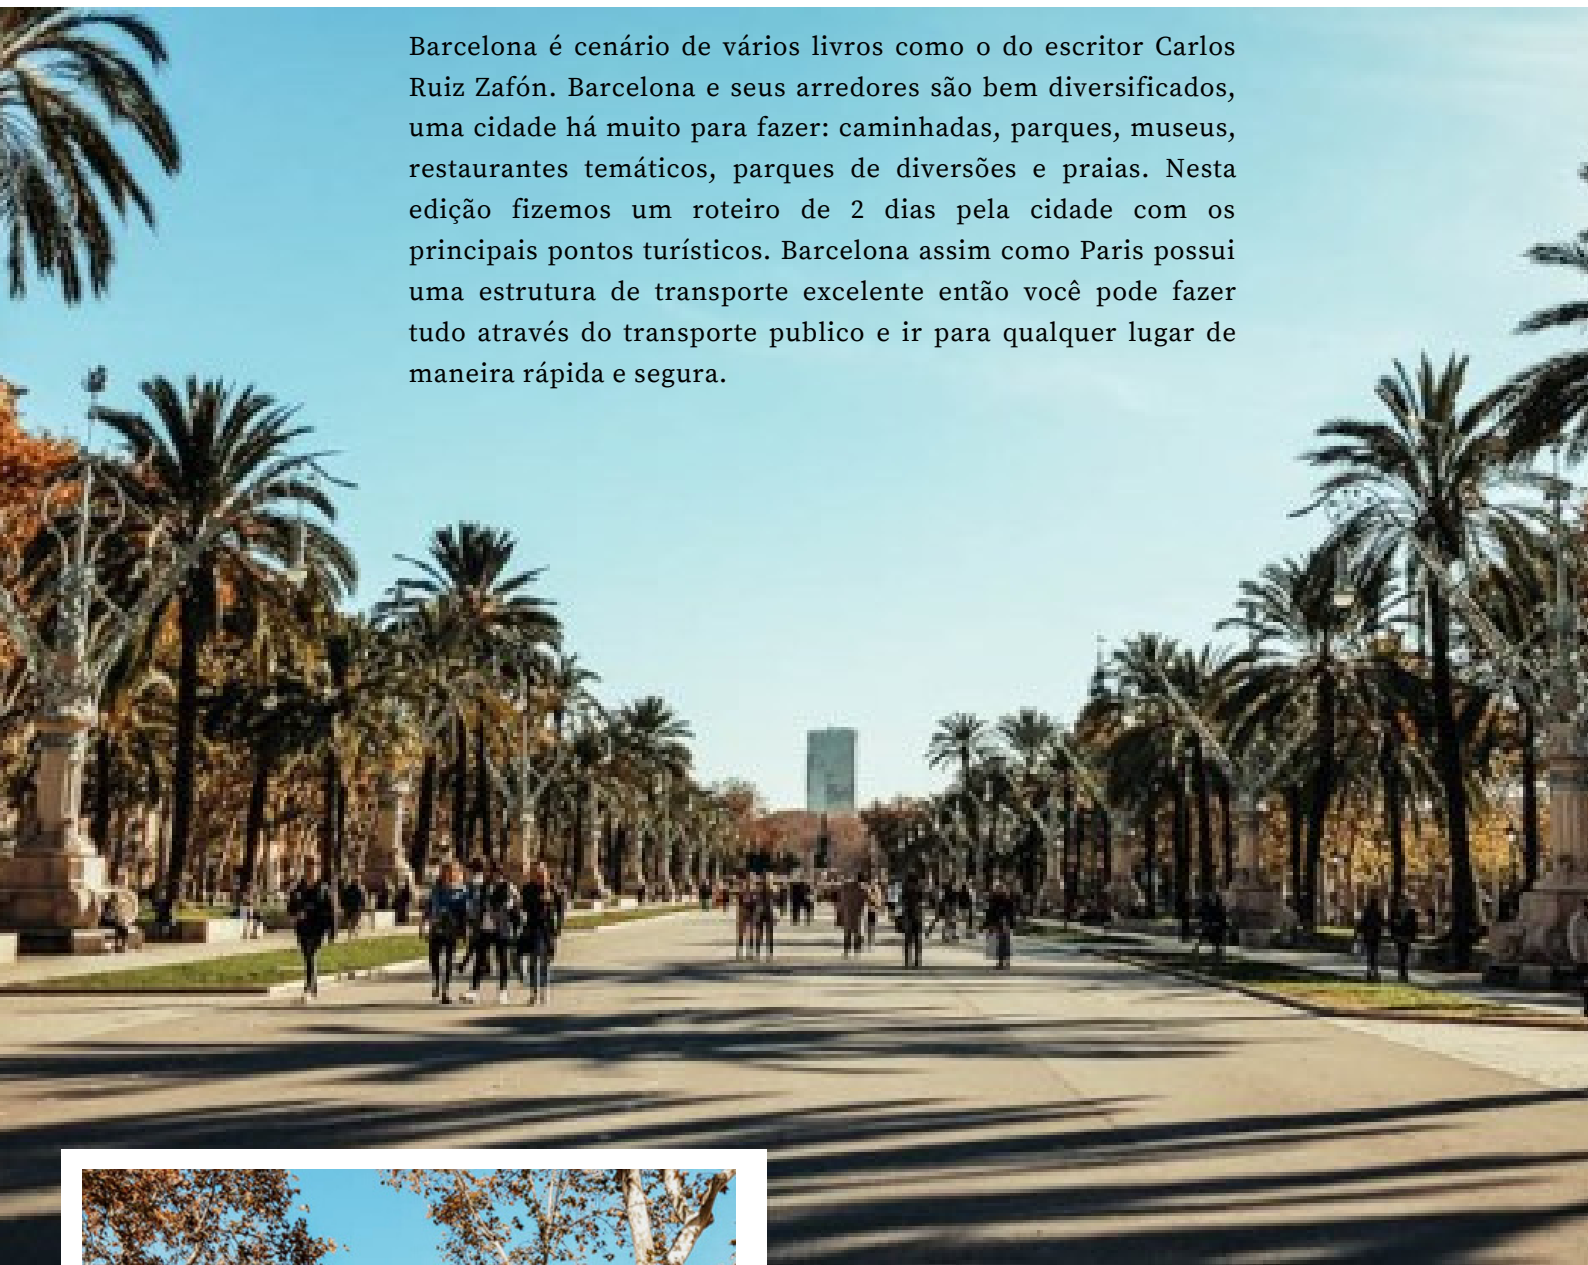 Barcelona é cenário de vários livros como o do escritor Carlos
Ruiz Zafón. Barcelona e seus arredores são bem diversificados,
uma cidade há muito para fazer: caminhadas, parques, museus,
restaurantes temáticos, parques de diversões e praias. Nesta
edição fizemos um roteiro de 2 dias pela cidade com os
principais pontos turísticos. Barcelona assim como Paris possui
uma estrutura de transporte excelente então você pode fazer
tudo através do transporte publico e ir para qualquer lugar de
maneira rápida e segura.